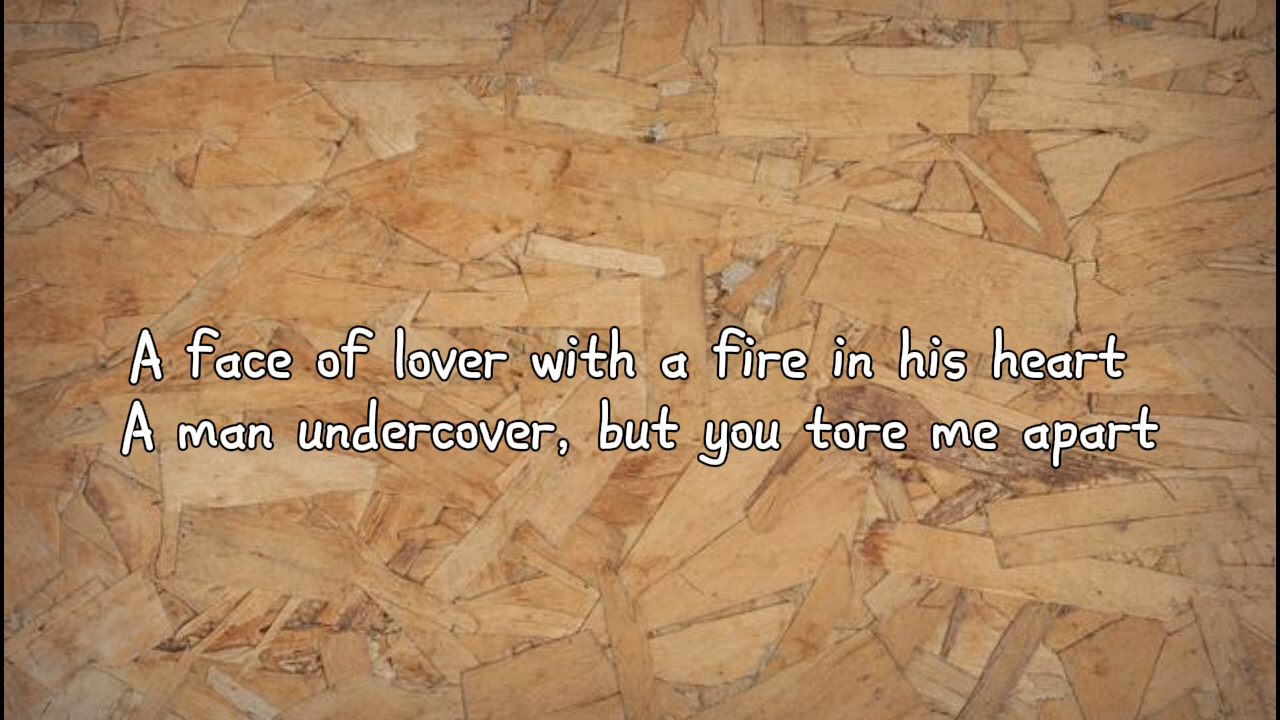 A face of lover with a fire in his heart
A man undercover, but you tore me apart